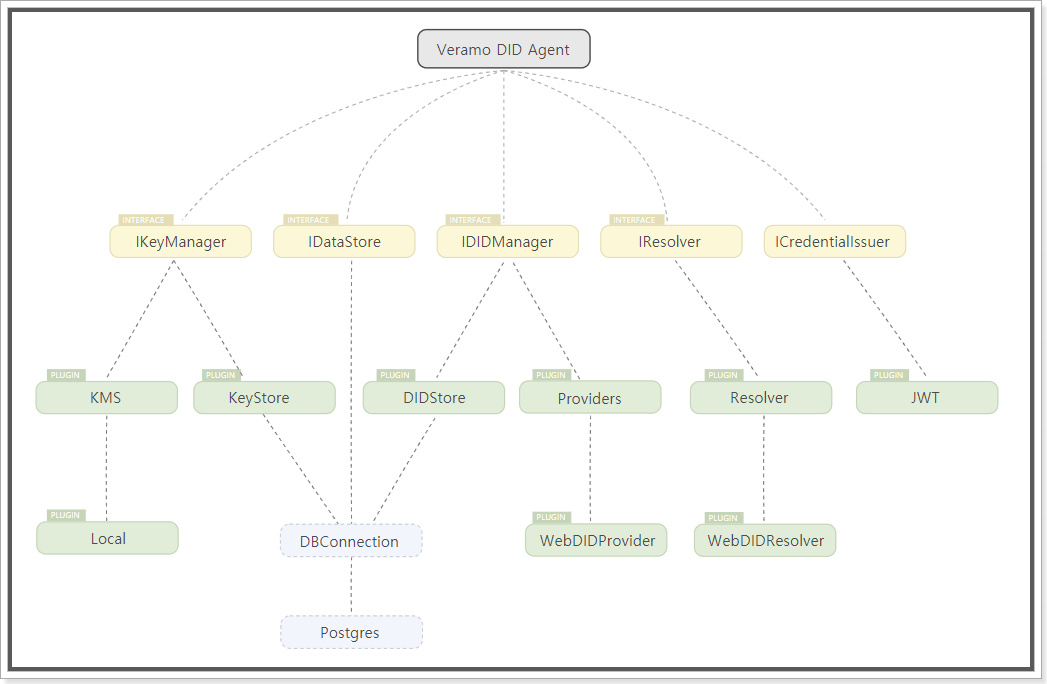 Veramo DID Agent
INTERFACE
INTERFACE
INTERFACE
INTERFACE
IKeyManager
IDataStore
IDIDManager
IResolver
ICredentialIssuer
PLUGIN
PLUGIN
PLUGIN
PLUGIN
PLUGIN
PLUGIN
KMS
KeyStore
DIDStore
Providers
Resolver
JWT
PLUGIN
PLUGIN
PLUGIN
Local
DBConnection
WebDIDProvider
WebDIDResolver
Postgres